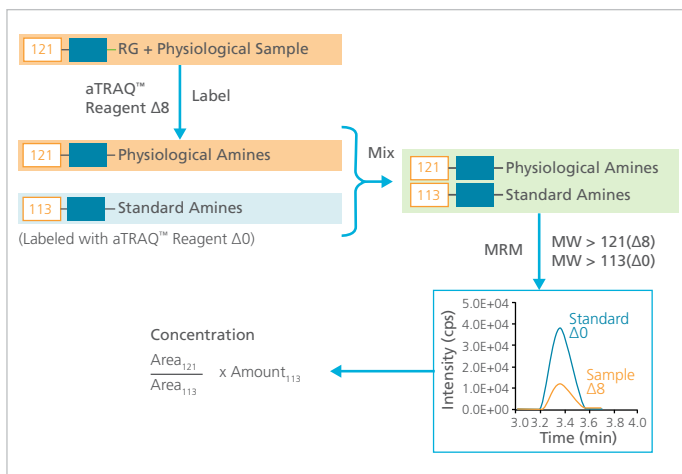 121 RG + Physiological Sample
aTRAQ™
Reagent Δ8
Label
121 Physiological Amines
Mix
113 Standard Amines
(Labeled with aTRAQ™ Reagent Δ0)
121 Physiological Amines
113 Standard Amines
MRM
MW > 121(Δ8)
MW > 113(Δ0)
Intensity (cps)
5.0E+04
4.0E+04
3.0E+04
2.0E+04
1.0E+04
0.0E+00
Standard
Δ0
Sample
Δ8
3.0 3.2 3.4 3.6 3.8 4.0
Time (min)
Concentration
Area121
Area113
x Amount113